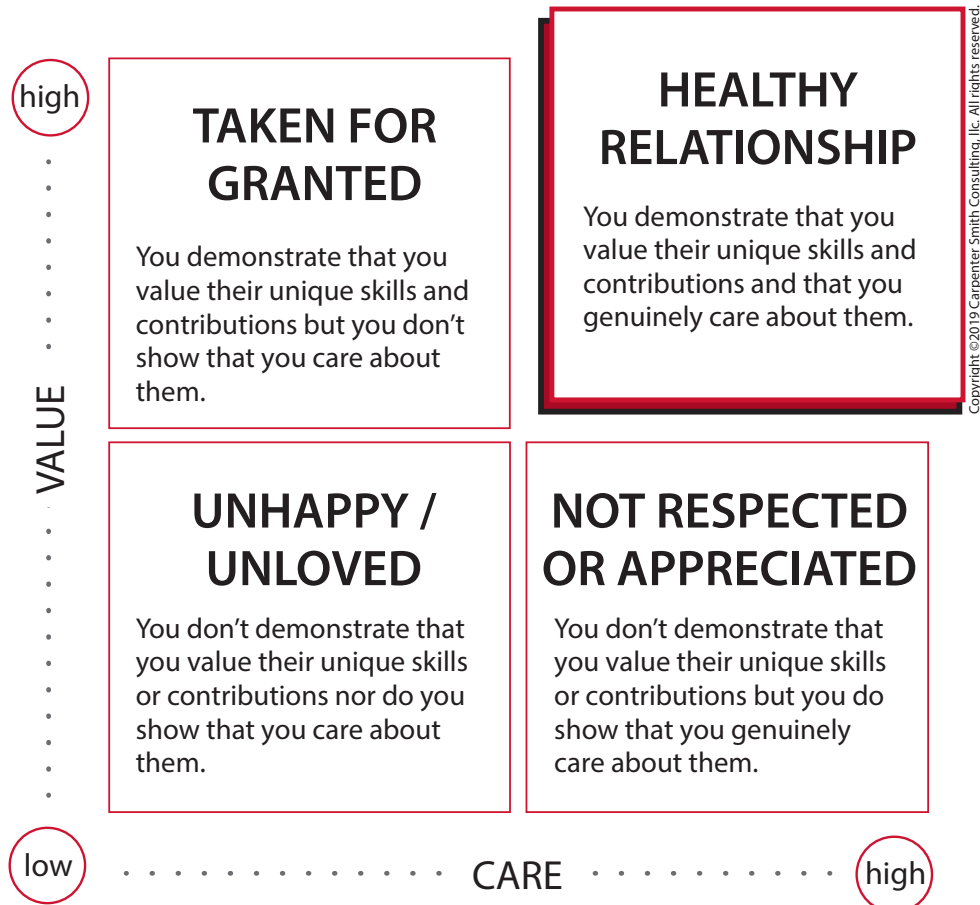 high
TAKEN FOR
GRANTED
You demonstrate that you
value their unique skills and
contributions but you don’t
show that you care about
them.
HEALTHY
RELATIONSHIP
You demonstrate that you
value their unique skills and
contributions and that you
genuinely care about them.
Copyright ©2019 Carpenter Smith Consulting, llc. All rights reserved.
VALUE
UNHAPPY /
UNLOVED
You don’t demonstrate that
you value their unique skills
or contributions nor do you
show that you care about
them.
NOT RESPECTED
OR APPRECIATED
You don’t demonstrate that
you value their unique skills
or contributions but you do
show that you genuinely
care about them.
low
CARE
high